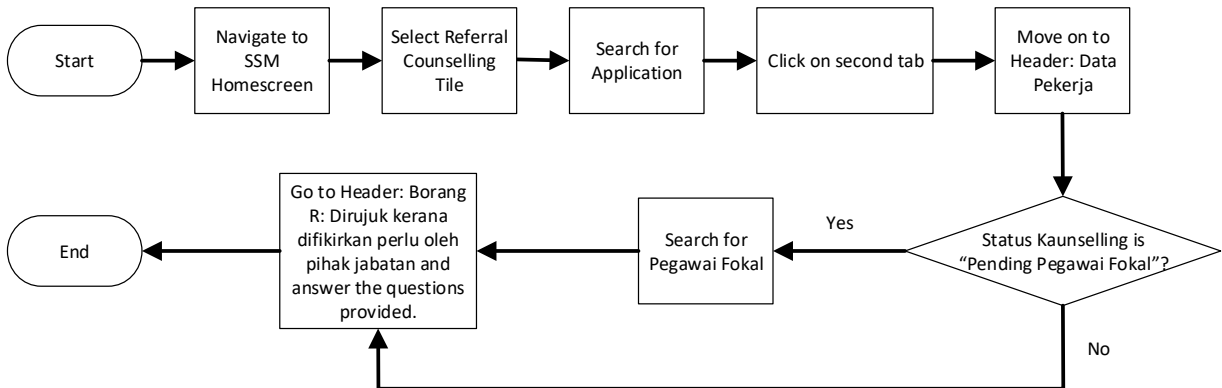 Start
Navigate to
SSM
Homescreen
Select Referral
Counselling
Tile
Search for
Application
Click on second tab
Move on to
Header: Data
Pekerja
Status Kaunselling is
“Pending Pegawai Fokal”?
Yes
Search for
Pegawai Fokal
Go to Header: Borang
R: Dirujuk kerana
difikirkan perlu oleh
pihak jabatan and
answer the questions
provided.
End
No